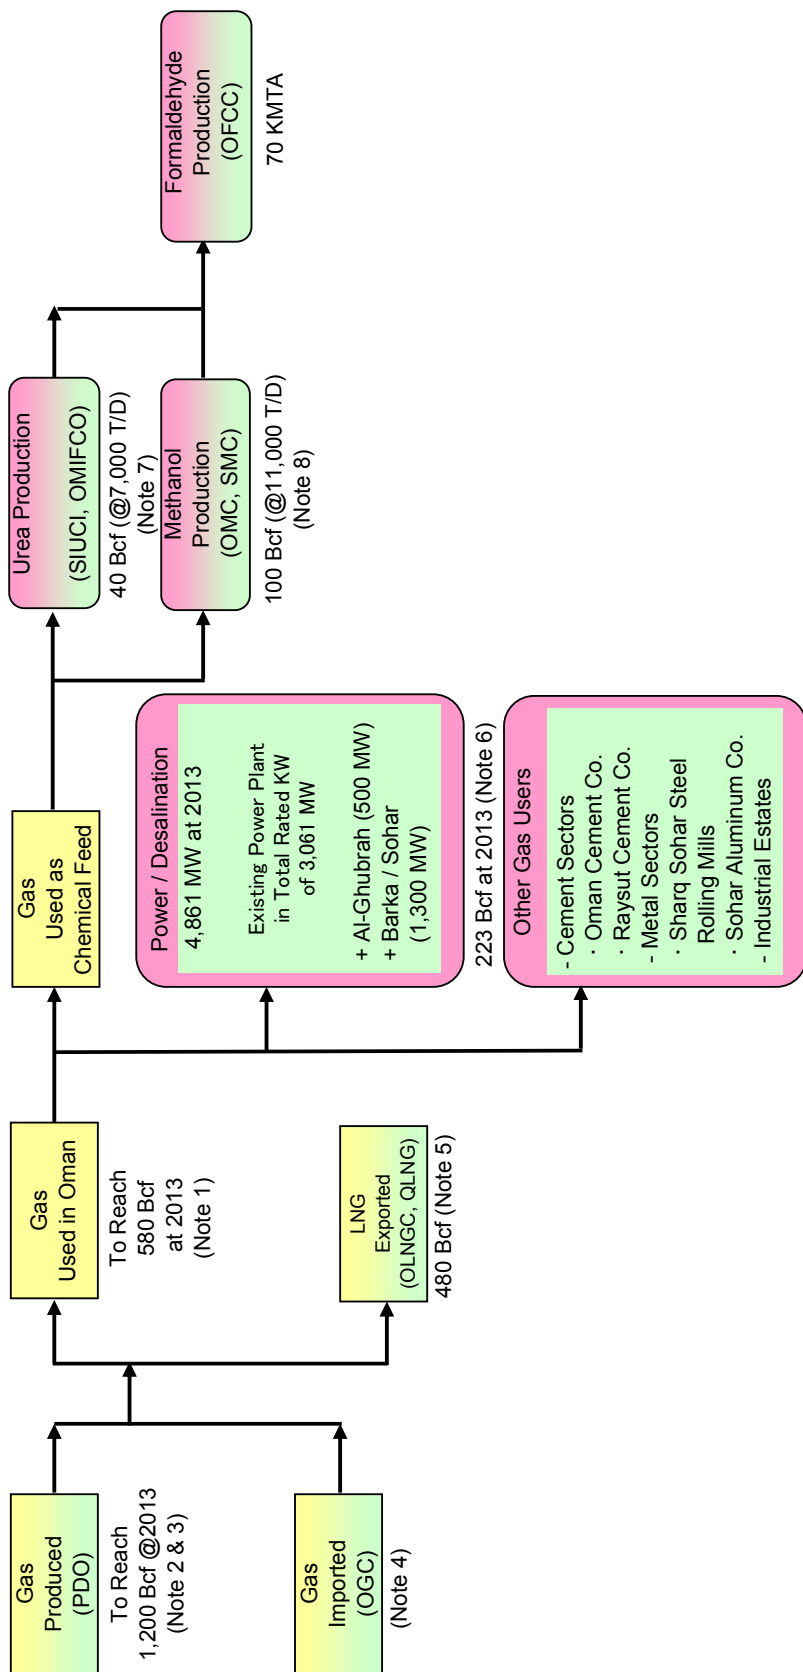 Gas
Produced
(PDO)
To Reach
1,200 Bcf @2013
(Note 2 & 3)
Gas
Imported
(OGC)
(Note 4)
Gas
Used in Oman
To Reach
580 Bcf
at 2013
(Note 1)
LNG
Exported
(OLNGC, QLNG)
480 Bcf (Note 5)
Gas
Used as
Chemical Feed
Power / Desalination
4,861 MW at 2013
Existing Power Plant
in Total Rated KW
of 3,061 MW
+ Al-Ghubrah (500 MW)
+ Barka / Sohar
(1,300 MW)
223 Bcf at 2013 (Note 6)
Other Gas Users
- Cement Sectors
· Oman Cement Co.
· Raysut Cement Co.
- Metal Sectors
· Sharq Sohar Steel
Rolling Mills
· Sohar Aluminum Co.
- Industrial Estates
Urea Production
(SIUCI, OMIFCO)
40 Bcf (@7,000 T/D)
(Note 7)
Methanol
Production
(OMC, SMC)
100 Bcf (@11,000 T/D)
(Note 8)
Formaldehyde
Production
(OFCC)
70 KMTA